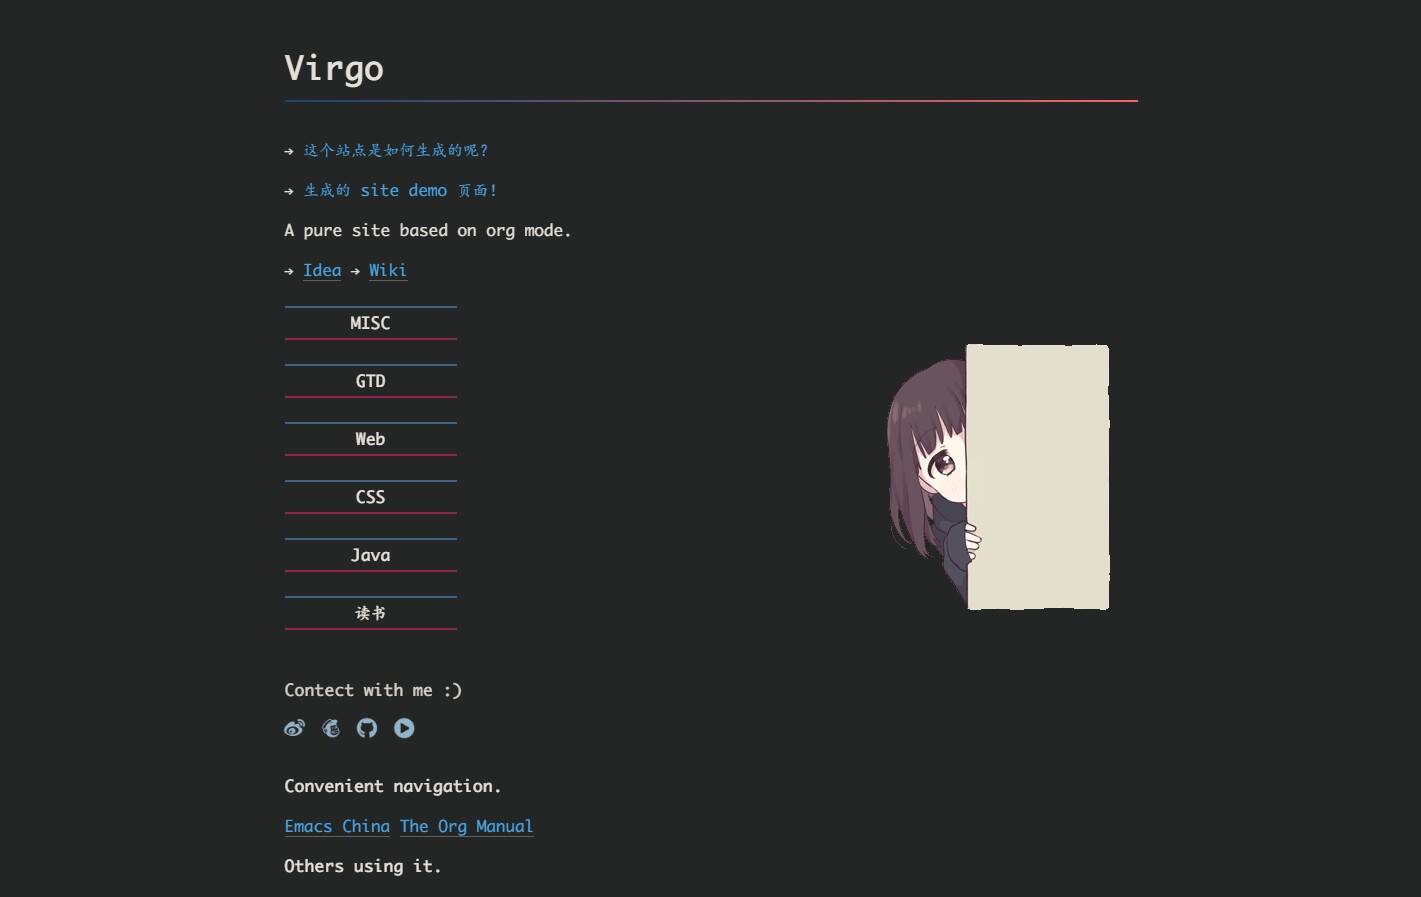 Virgo
→ 这个站点是如何生成的呢?
→ 生成的 site demo 页面!
A pure site based on org mode.
→ Idea → Wiki
MISC
GTD
Web
CSS
Java
读书
Contect with me :)
Convenient navigation.
Emacs China The Org Manual
Others using it.